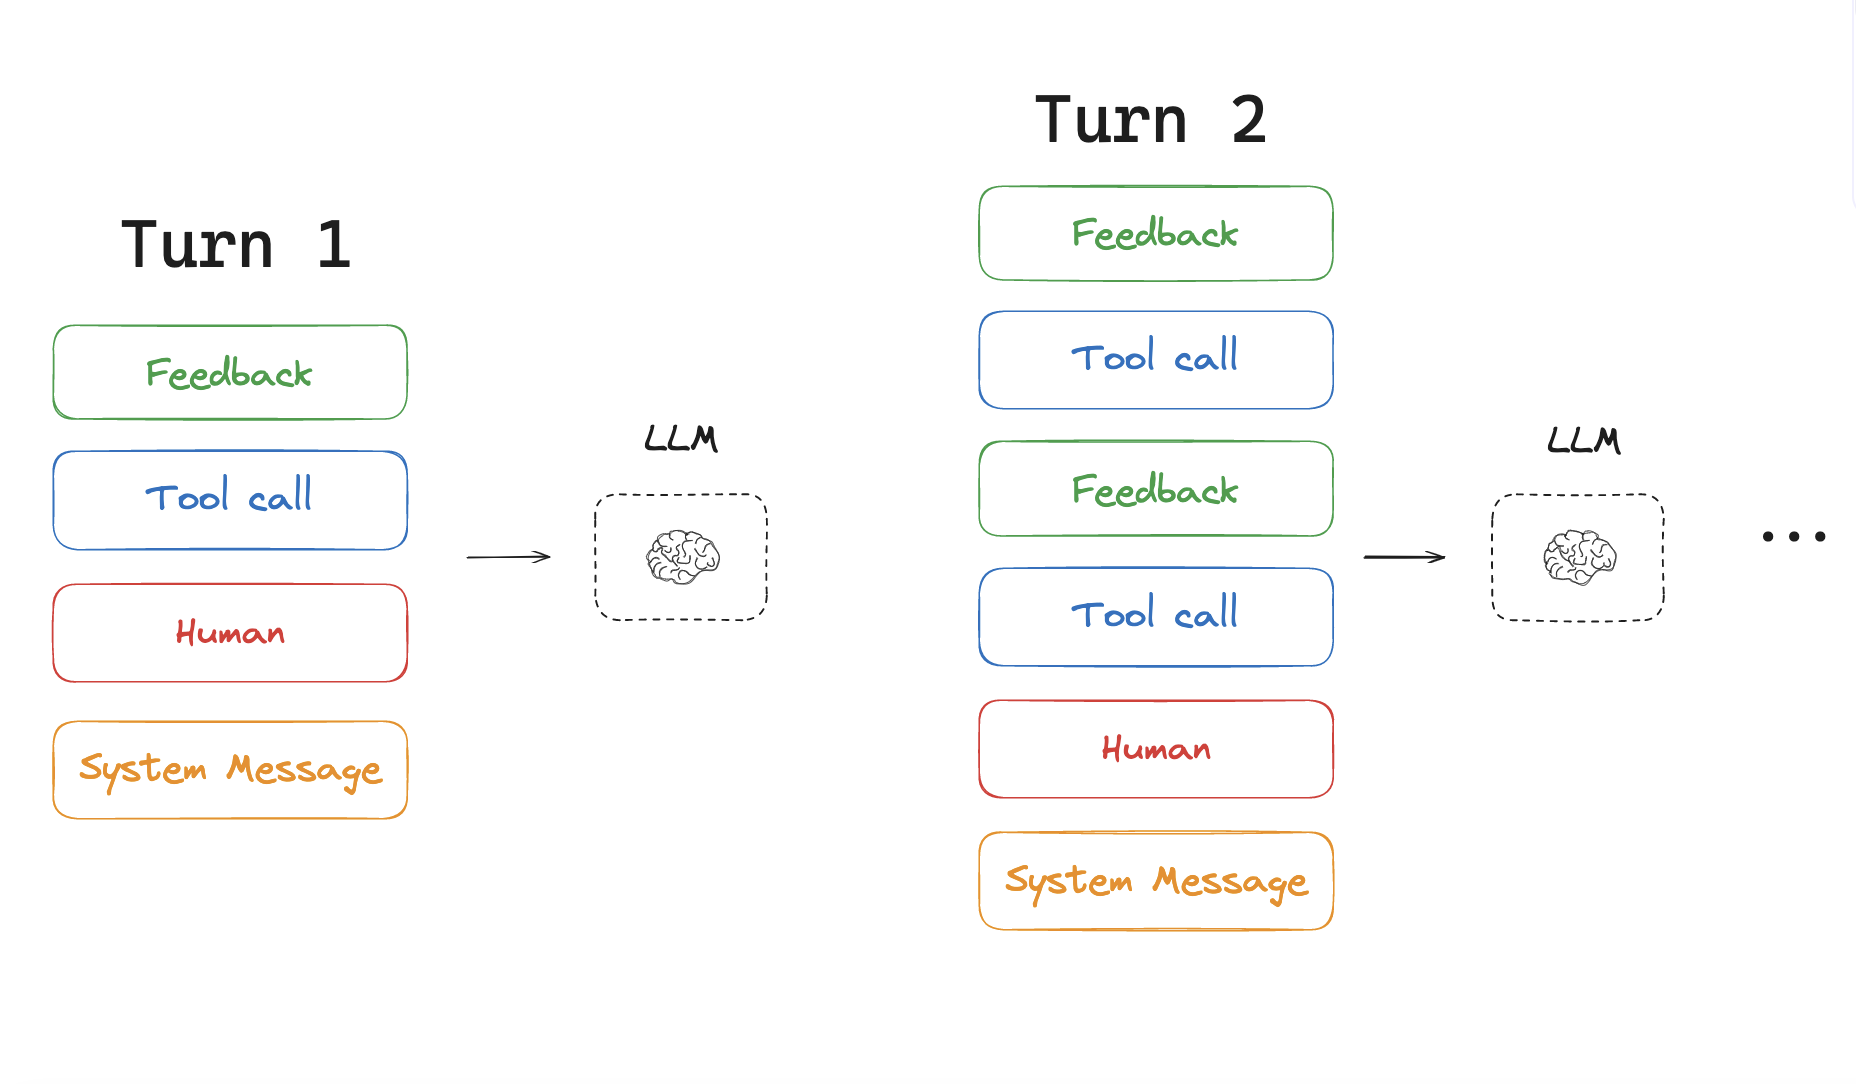 Turn 1
Feedback
Tool call
Human
System Message
LLM
Turn 2
Feedback
Tool call
Feedback
Tool call
Human
System Message
LLM
...